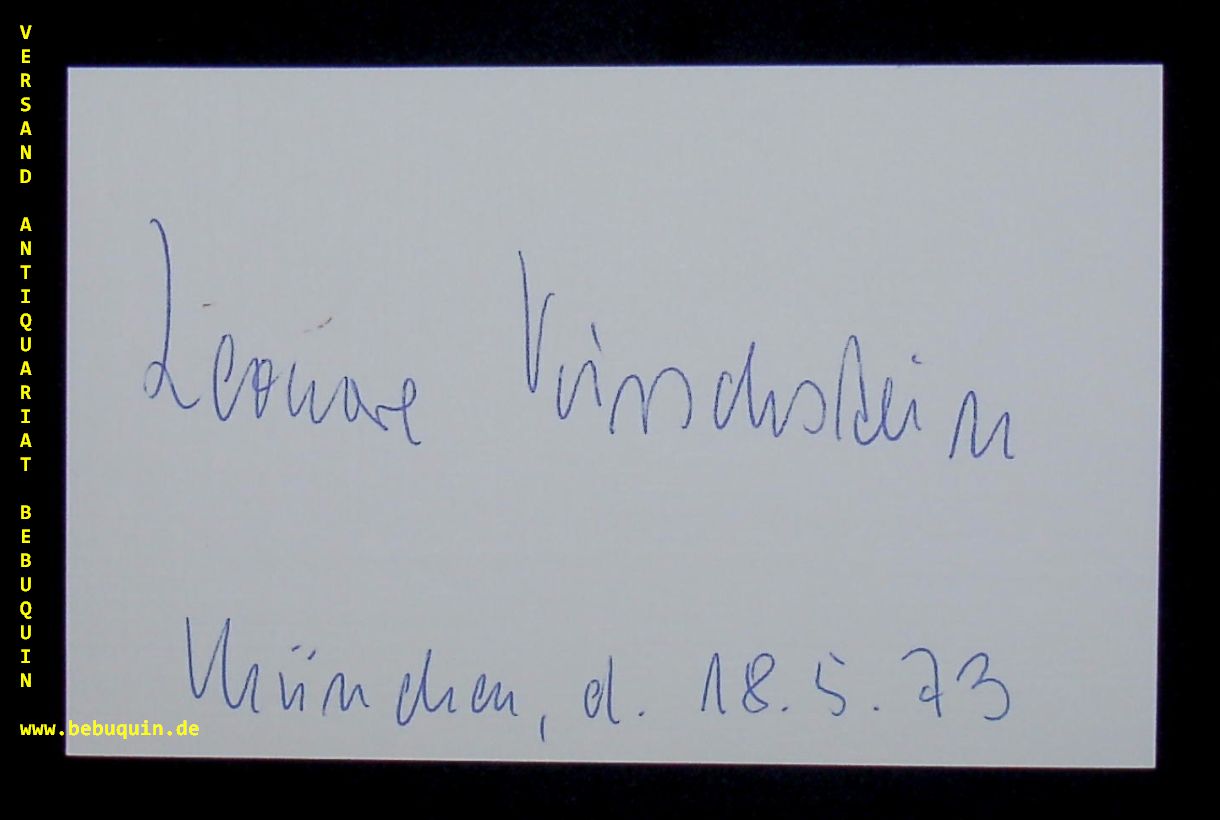 VERSAND ANTIQUARIAT BEBUQUIN
Leonore Kirschstein
München, d. 18.5.73
www.bebuquin.de